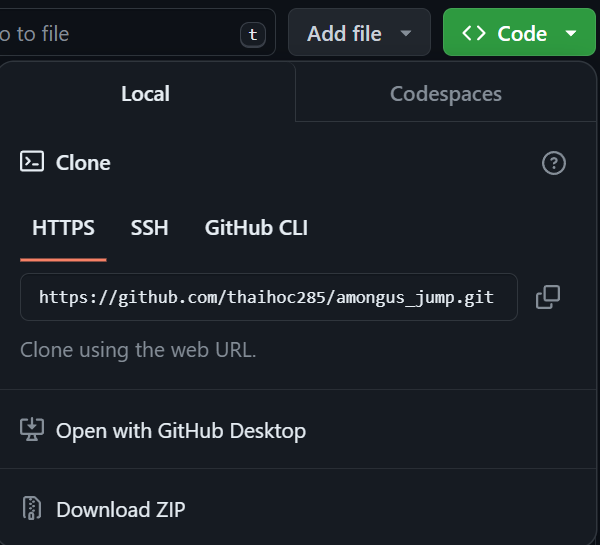 o to file t Add file <> Code
Local Codespaces
Clone
HTTPS SSH GitHub CLI
https://github.com/thaihoc285/amongus_jump.git
Clone using the web URL.
Open with GitHub Desktop
Download ZIP